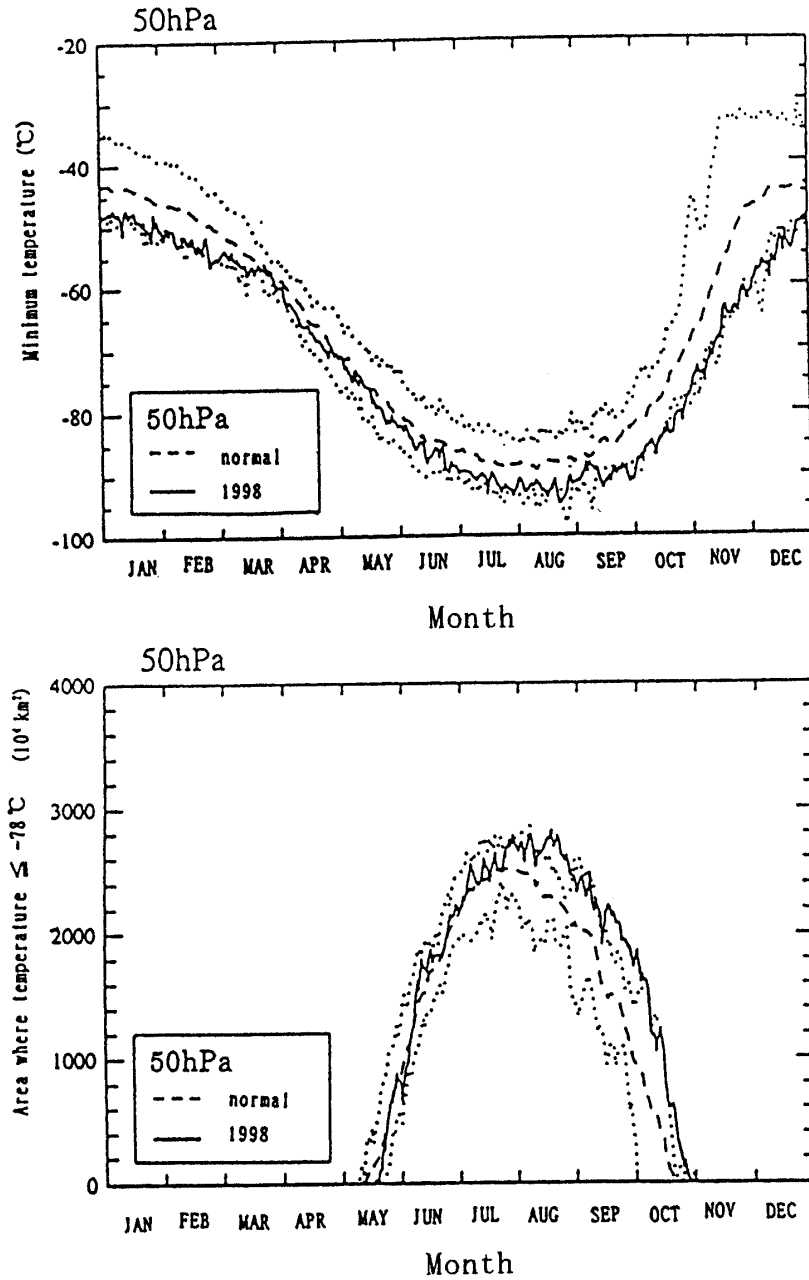 50hPa
Minimum temperature (℃)
-20
-40
-60
-80
-100
50hPa
normal
1998
JAN FEB MAR APR MAY JUN JUL AUG SEP OCT NOV DEC
Month
50hPa
Area where temperature ≦ -78℃ (10⁴ km²)
4000
3000
2000
1000
0
50hPa
normal
1998
JAN FEB MAR APR MAY JUN JUL AUG SEP OCT NOV DEC
Month